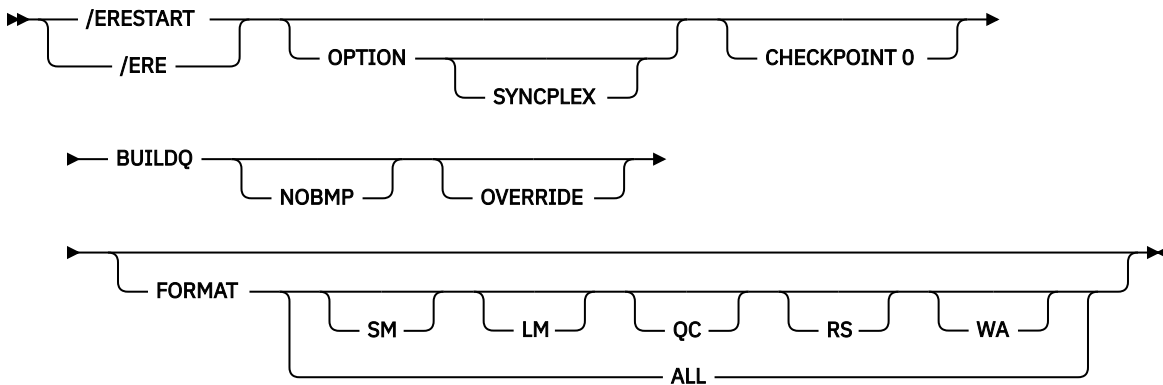 /ERESTART
/ERE
OPTION
SYNCPLEX
CHECKPOINT 0
BUILDQ
NOBMP
OVERRIDE
FORMAT
SM
LM
QC
RS
WA
ALL